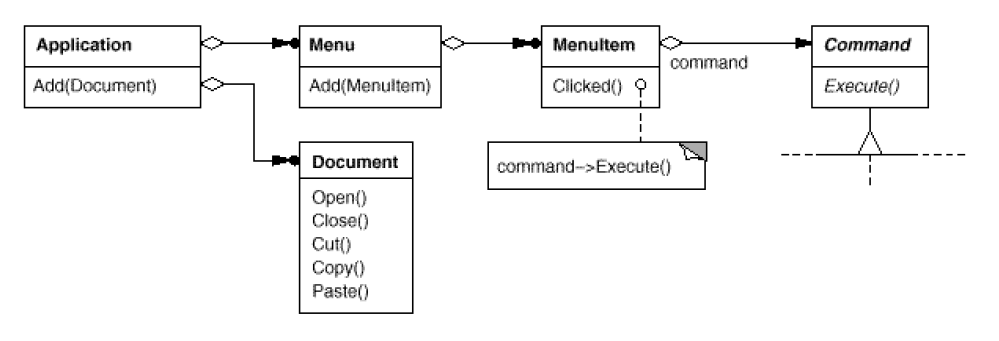 Application
Add(Document)
Menu
Add(MenuItem)
MenuItem
Clicked()
command
Command
Execute()
command–>Execute()
Document
Open()
Close()
Cut()
Copy()
Paste()